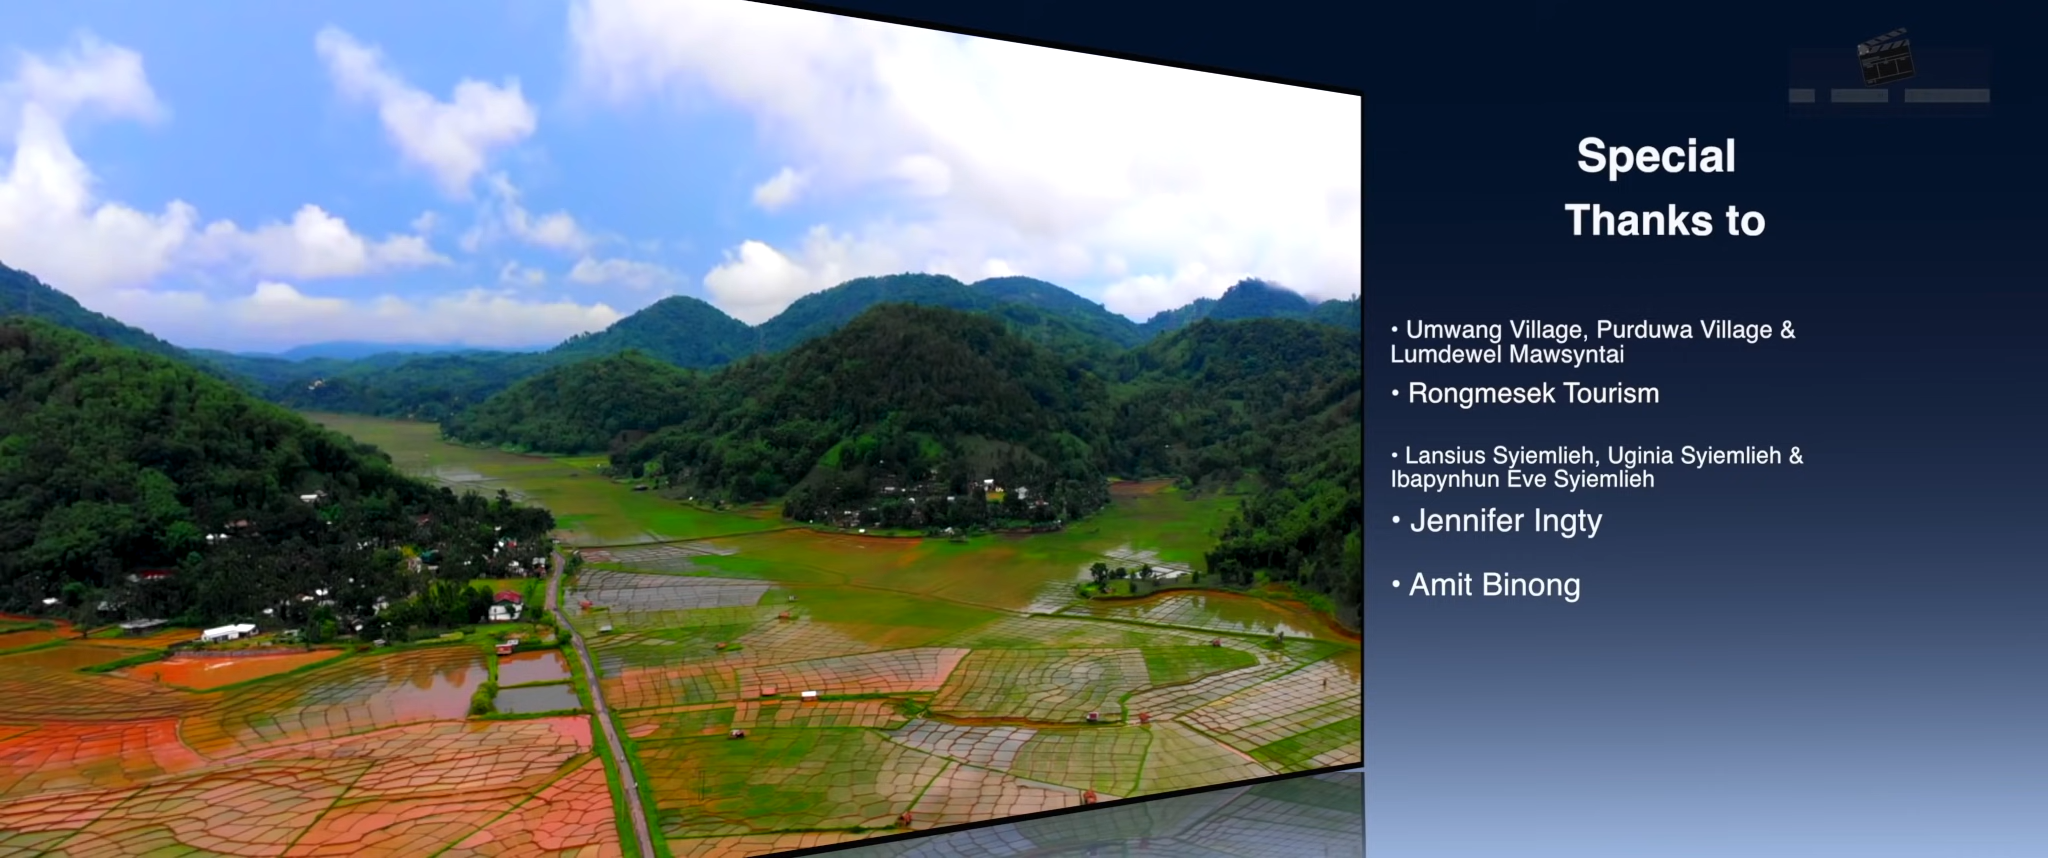 Special
Thanks to
• Umwang Village, Purduwa Village &
Lumdewel Mawsyntai
• Rongmesek Tourism
• Lansius Syiemlieh, Uginia Syiemlieh &
Ibapynhun Eve Syiemlieh
• Jennifer Ingty
• Amit Binong